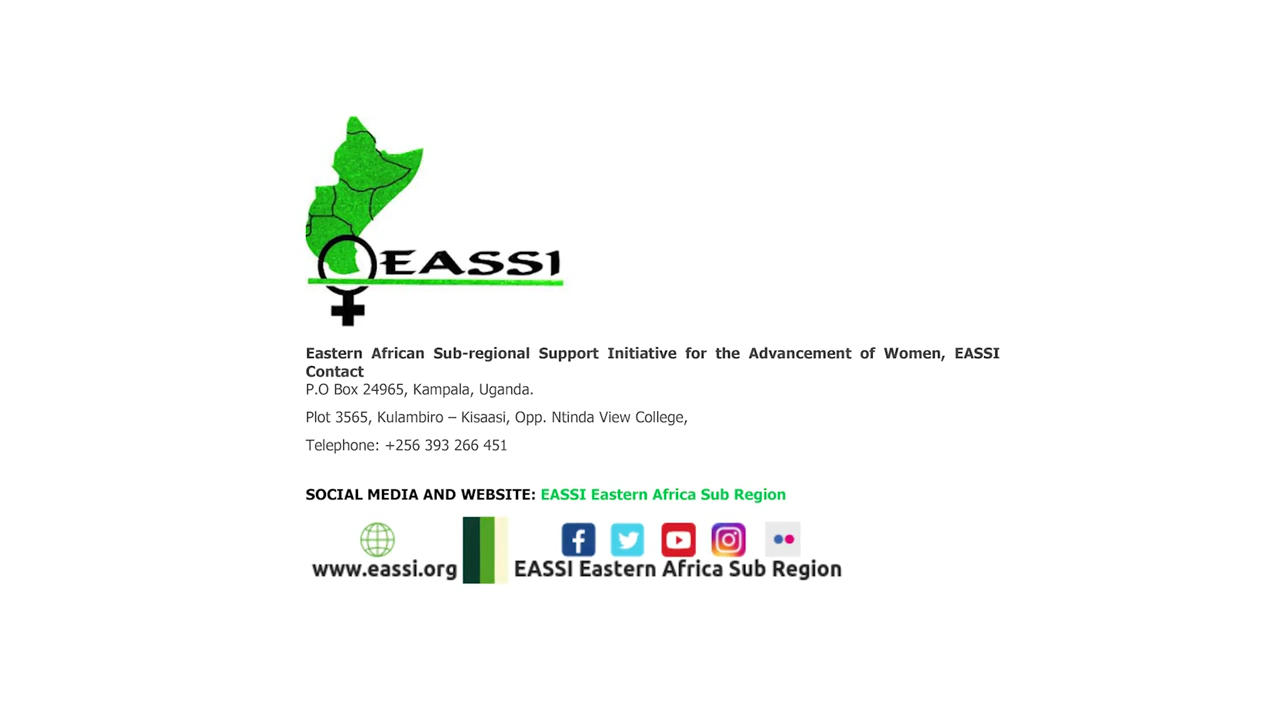 EASSI
Eastern African Sub-regional Support Initiative for the Advancement of Women, EASSI
Contact
P.O Box 24965, Kampala, Uganda.
Plot 3565, Kulambiro – Kisaasi, Opp. Ntinda View College,
Telephone: +256 393 266 451
SOCIAL MEDIA AND WEBSITE: EASSI Eastern Africa Sub Region
www.eassi.org EASSI Eastern Africa Sub Region